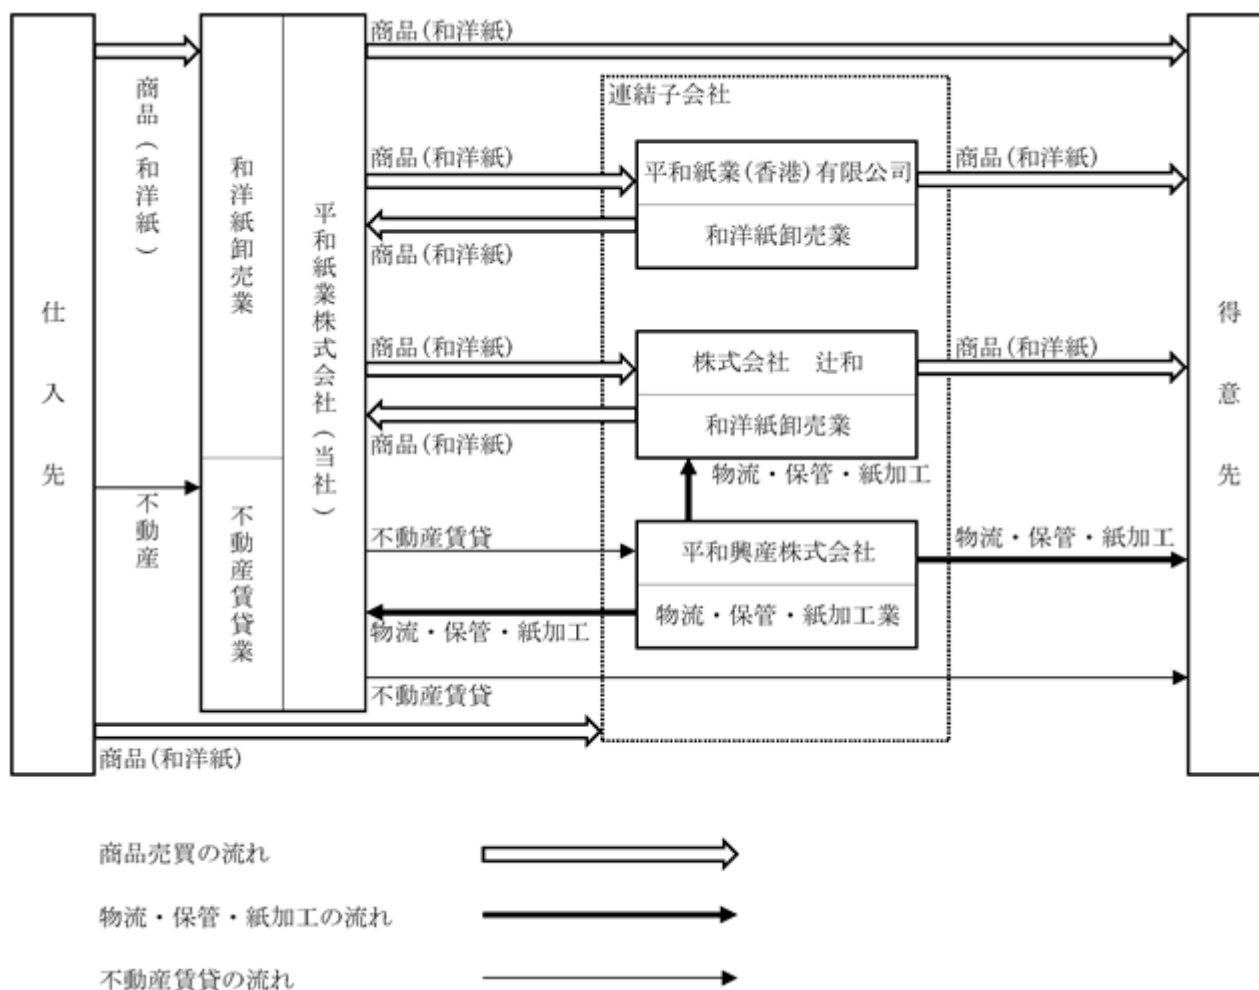 仕入先
商品(和洋紙)
不動産
和洋紙卸売業
不動産賃貸業
平和紙業株式会社(当社)
商品(和洋紙)
連結子会社
商品(和洋紙)
平和紙業(香港)有限公司
和洋紙卸売業
商品(和洋紙)
商品(和洋紙)
商品(和洋紙)
株式会社　辻和
和洋紙卸売業
商品(和洋紙)
商品(和洋紙)
物流・保管・紙加工
不動産賃貸
平和興産株式会社
物流・保管・紙加工業
物流・保管・紙加工
物流・保管・紙加工
不動産賃貸
商品(和洋紙)
得意先
商品売買の流れ
物流・保管・紙加工の流れ
不動産賃貸の流れ